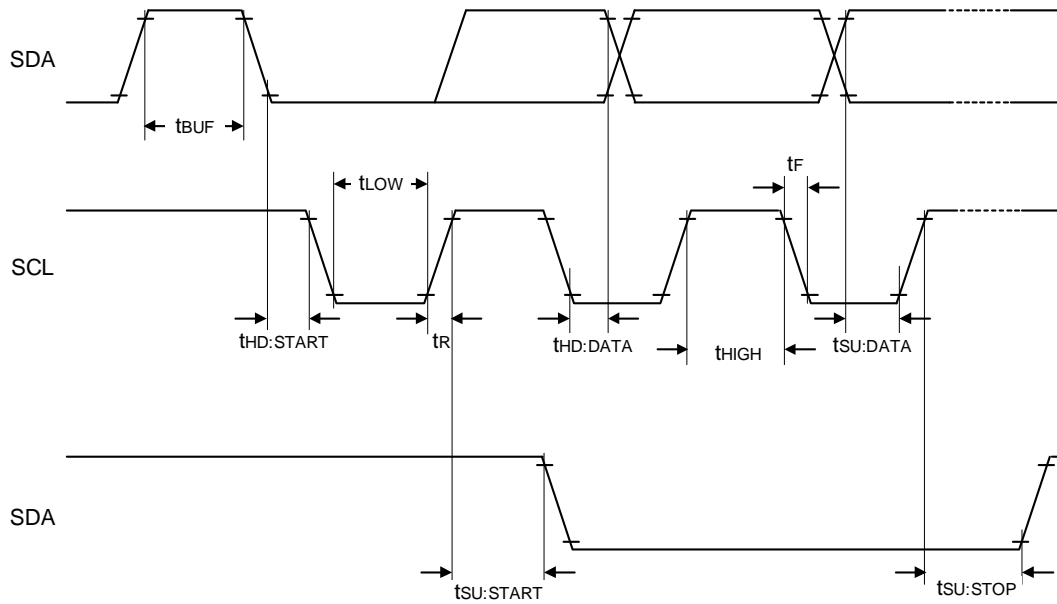 SDA
tBUF
tF
tLOW
SCL
tHD:START
tR
tHD:DATA
tHIGH
tSU:DATA
SDA
tSU:START
tSU:STOP